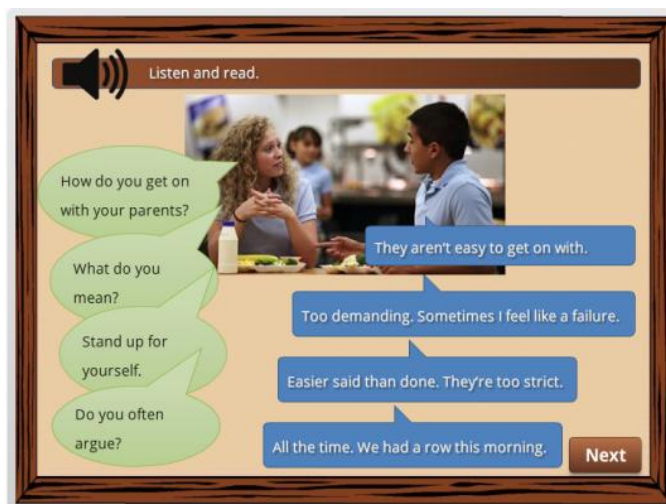 Listen and read.
How do you get on
with your parents?
They aren't easy to get on with.
What do you
mean?
Too demanding. Sometimes I feel like a failure.
Stand up for
yourself.
Easier said than done. They're too strict.
Do you often
argue?
All the time. We had a row this morning.
Next